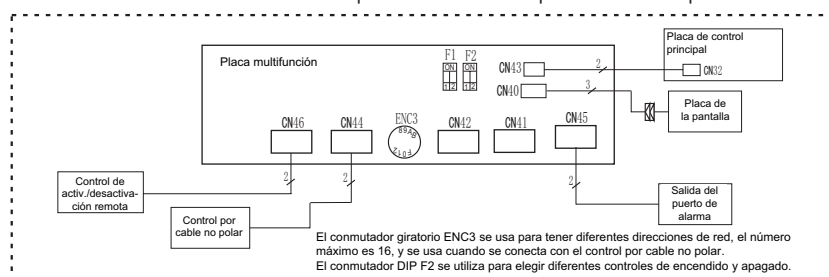 Placa de control
principal
Placa multifunción
F1 F2
ON ON
1 2 1 2
CN43
2
CN32
CN40
3
Placa de
la pantalla
CN46
CN44
ENC3
89AB
F012
CN42
CN41
CN45
2
2
2
Control de
activ./desactiva-
ción remota
Control por
cable no polar
Salida del
puerto de
alarma
El conmutador giratorio ENC3 se usa para tener diferentes direcciones de red, el número
máximo es 16, y se usa cuando se conecta con el control por cable no polar.
El conmutador DIP F2 se utiliza para elegir diferentes controles de encendido y apagado.